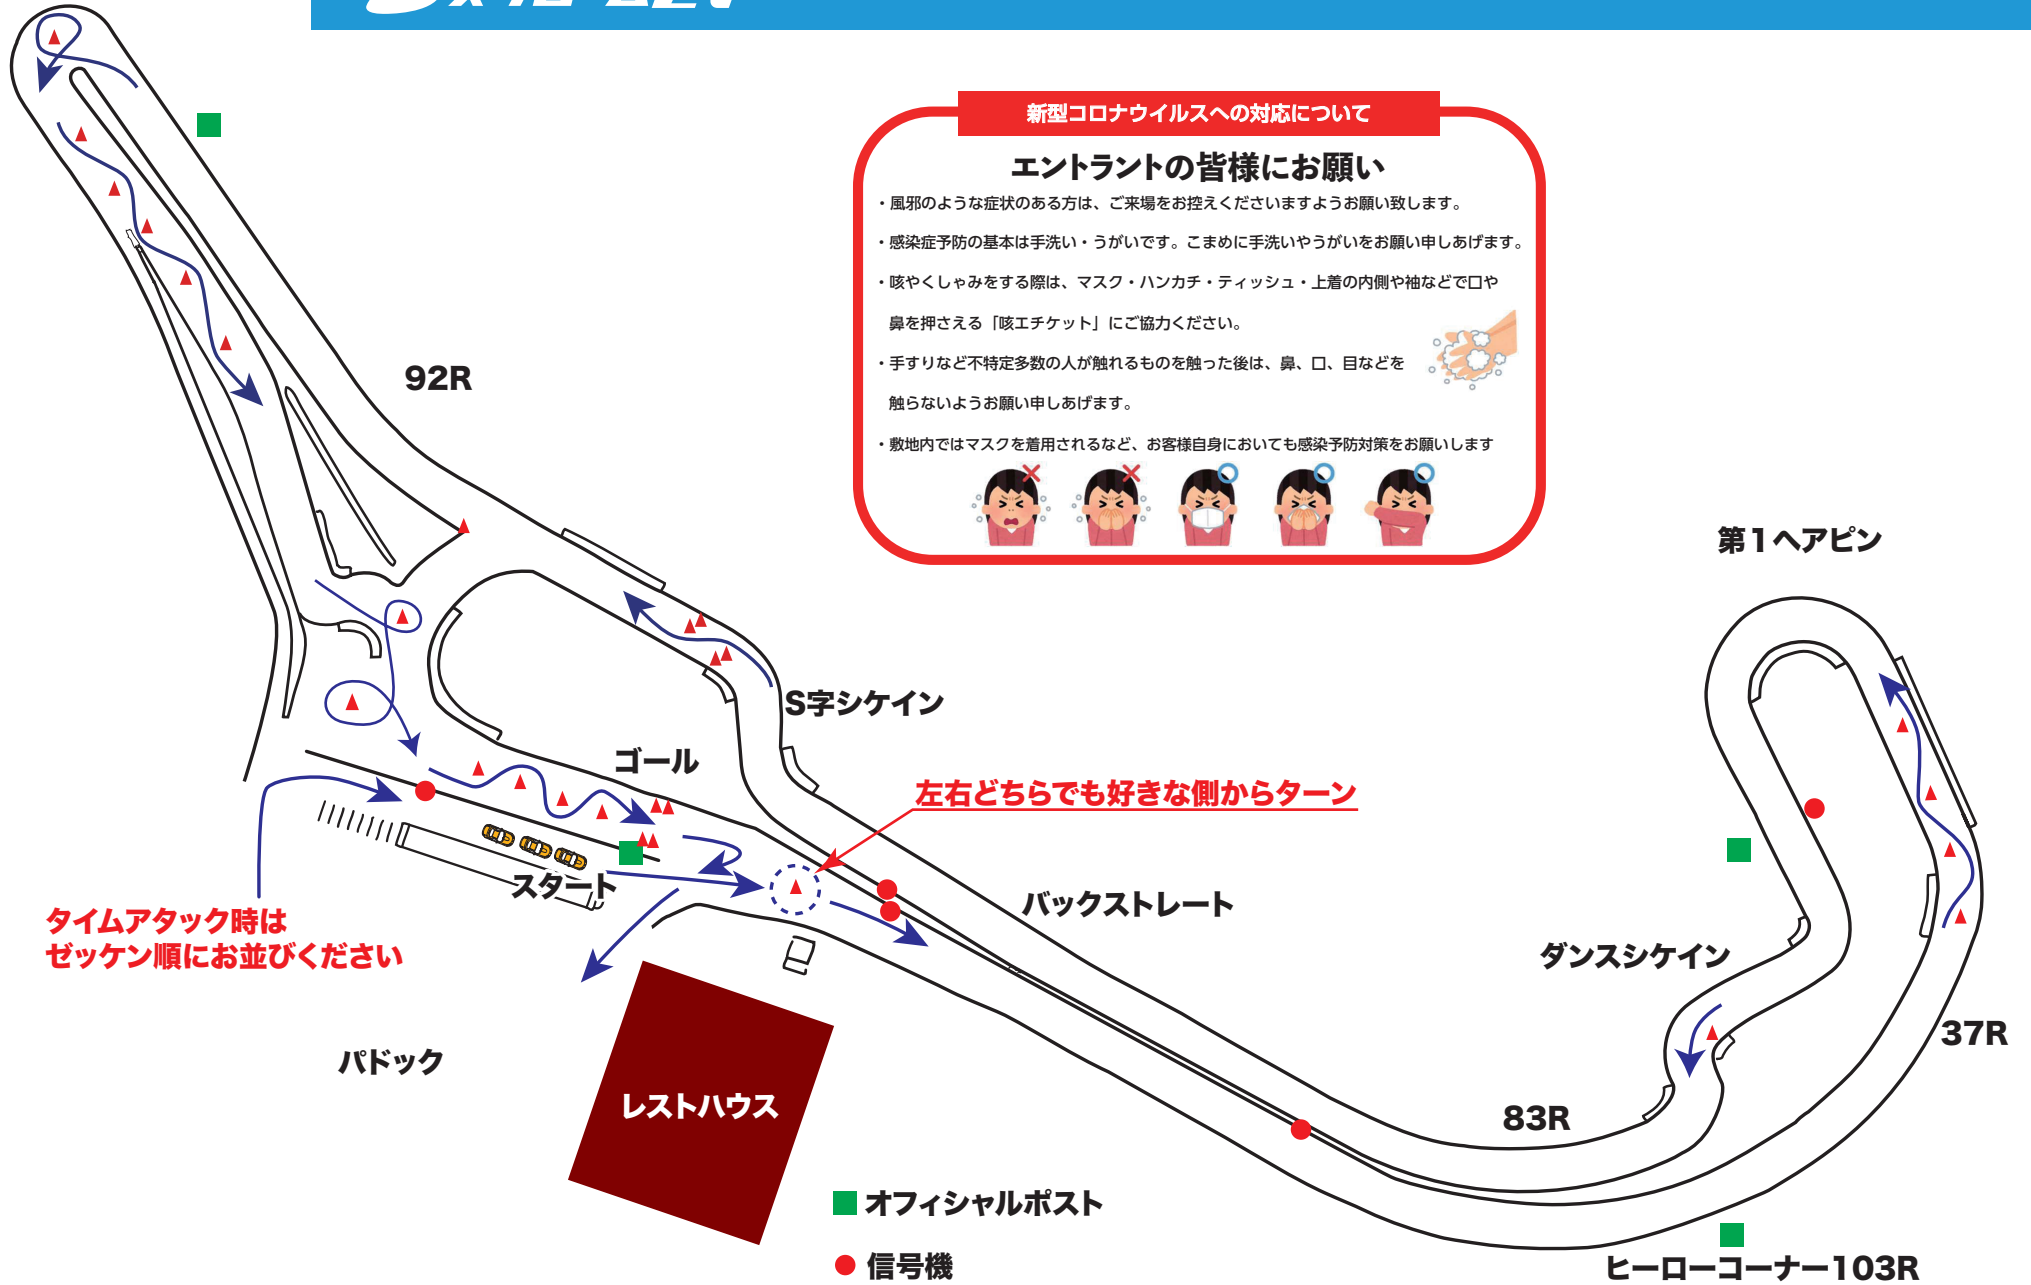 新型コロナウイルスへの対応について
エントラントの皆様にお願い
・風邪のような症状のある方は、ご来場をお控えくださいますようお願い致します。
・感染症予防の基本は手洗い・うがいです。こまめに手洗いやうがいをお願い申しあげます。
・咳やくしゃみをする際は、マスク・ハンカチ・ティッシュ・上着の内側や袖などで口や
鼻を押さえる「咳エチケット」にご協力ください。
・手すりなど不特定多数の人が触れるものを触った後は、鼻、口、目などを
触らないようお願い申しあげます。
・敷地内ではマスクを着用されるなど、お客様自身においても感染予防対策をお願いします
92R
第1ヘアピン
S字シケイン
ゴール
左右どちらでも好きな側からターン
スタート
バックストレート
タイムアタック時は
ゼッケン順にお並びください
ダンスシケイン
37R
パドック
レストハウス
83R
オフィシャルポスト
信号機
ヒーローコーナー103R